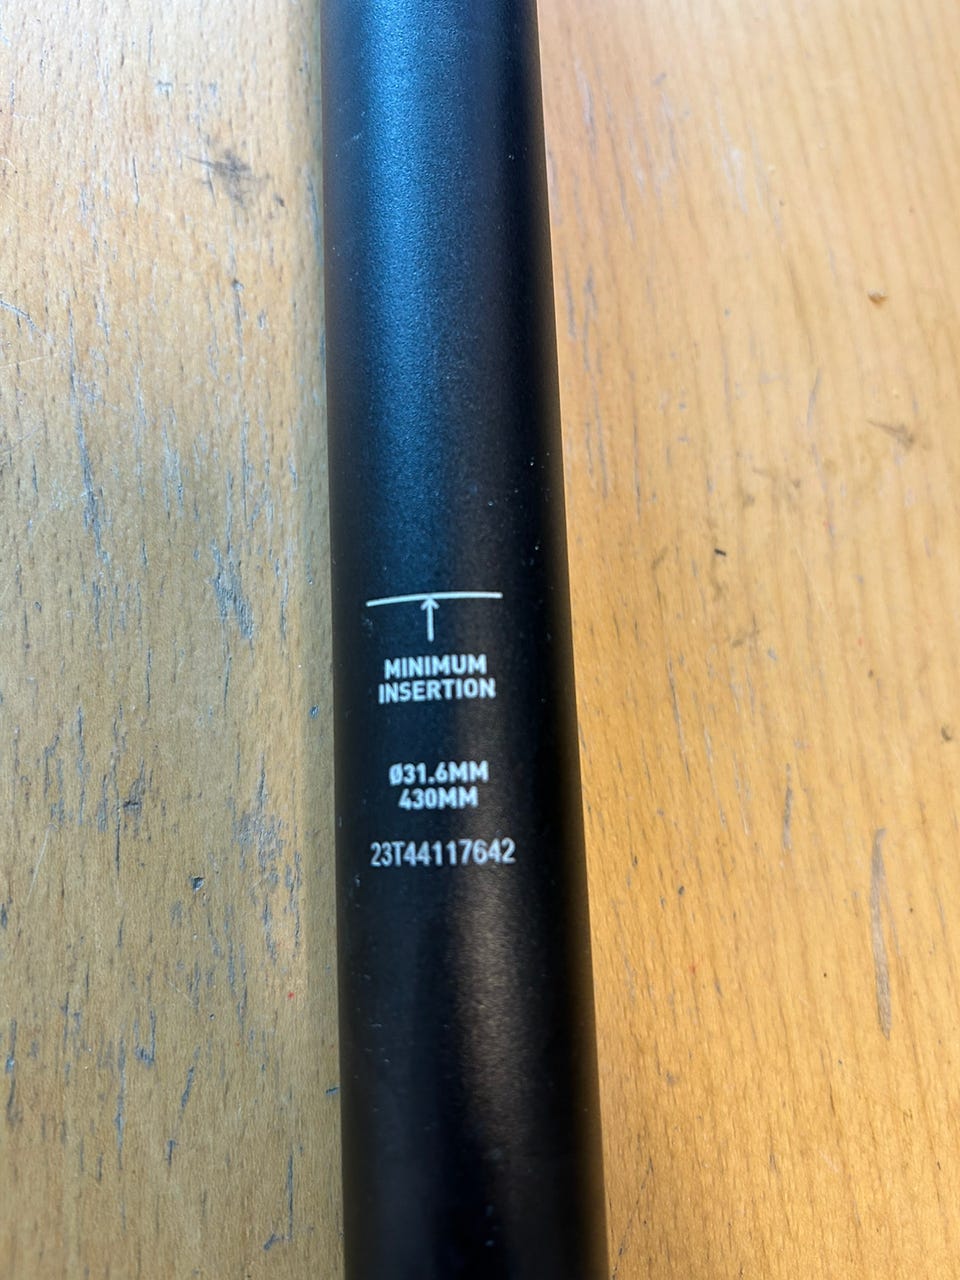 MINIMUM
INSERTION
Ø31.6MM
430MM
23T44117642